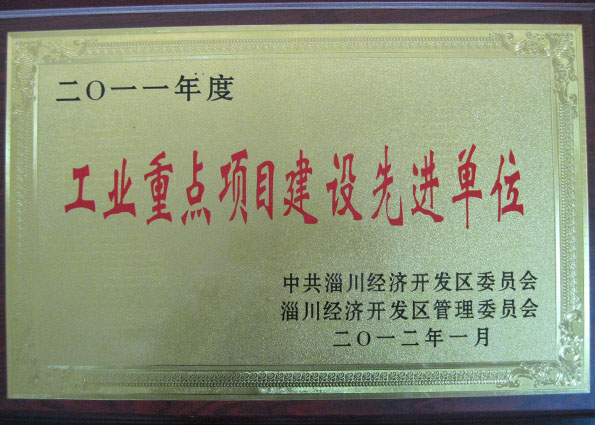 二〇一一年度
工业重点项目建设先进单位
中共淄川经济开发区委员会
淄川经济开发区管理委员会
二〇一二年一月